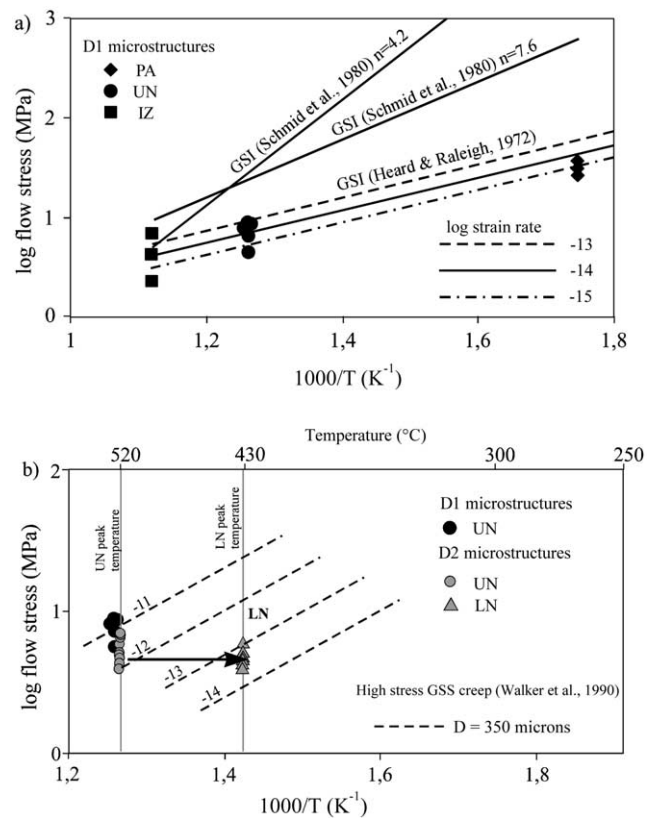 a)
3
2
1
0
log flow stress (MPa)
D1 microstructures
PA
UN
IZ
GSI (Schmid et al., 1980) n=4.2
GSI (Schmid et al., 1980) n=7.6
GSI (Heard & Raleigh, 1972)
log strain rate
-13
-14
-15
1 1,2 1,4 1,6 1,8
1000/T (K⁻¹)
Temperature (°C)
520 430 300 250
b)
2
1
0
log flow stress (MPa)
UN peak
temperature
LN peak
temperature
D1 microstructures
UN
D2 microstructures
UN
LN
-11
-12
-13
-14
LN
High stress GSS creep (Walker et al., 1990)
D = 350 microns
1,2 1,4 1,6 1,8
1000/T (K⁻¹)